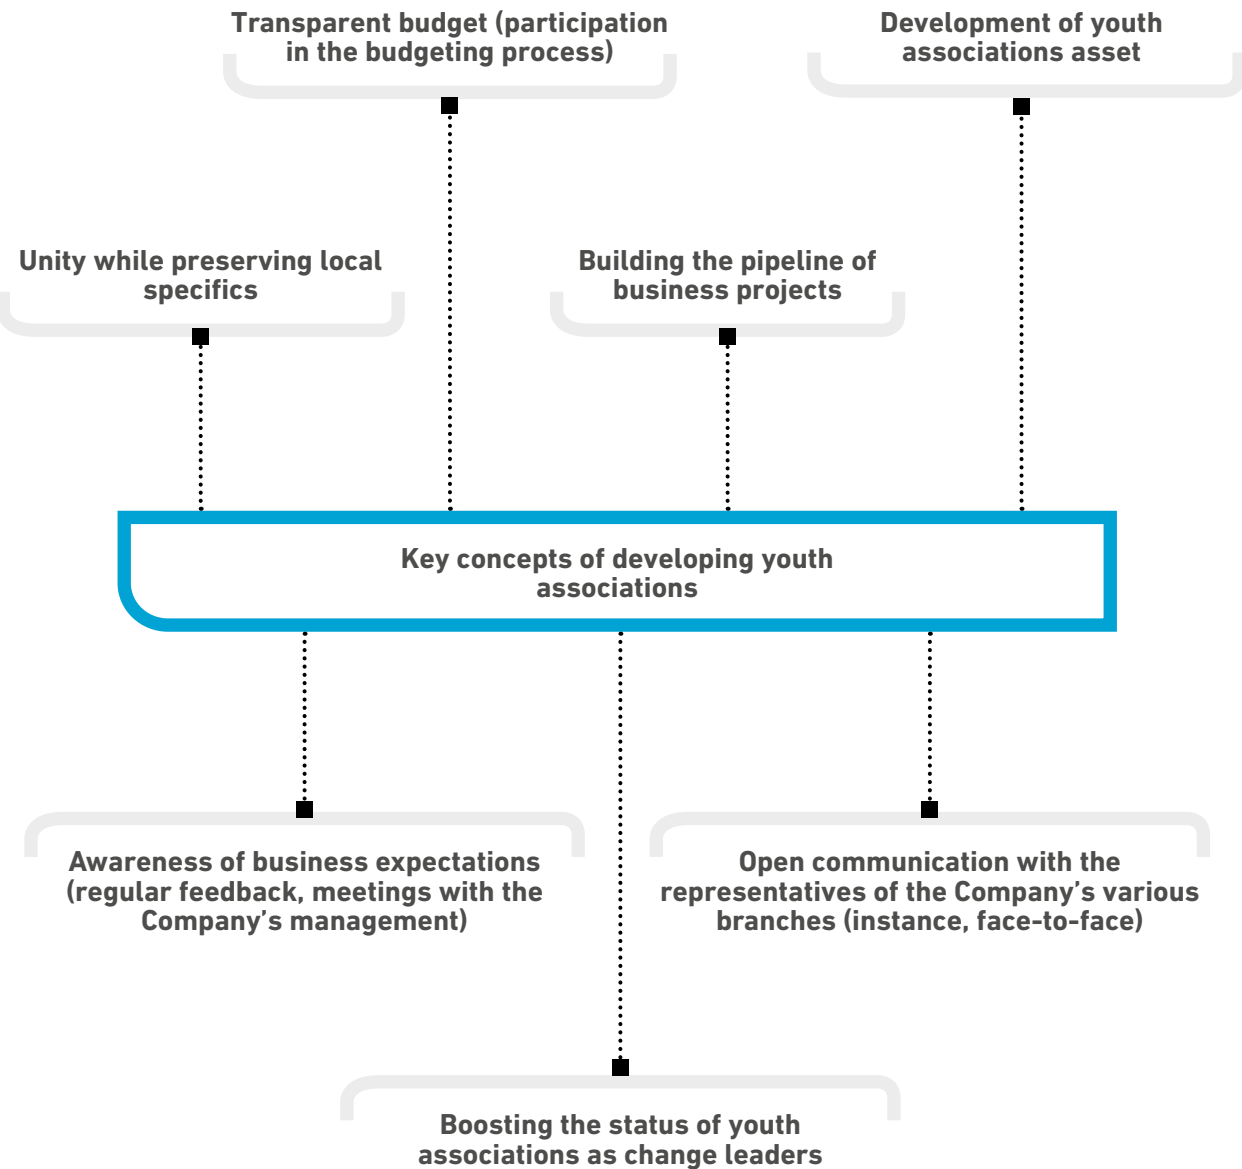 Transparent budget (participation
in the budgeting process)
Development of youth
associations asset
Unity while preserving local
specifics
Building the pipeline of
business projects
Key concepts of developing youth
associations
Awareness of business expectations
(regular feedback, meetings with the
Company’s management)
Open communication with the
representatives of the Company’s various
branches (instance, face-to-face)
Boosting the status of youth
associations as change leaders